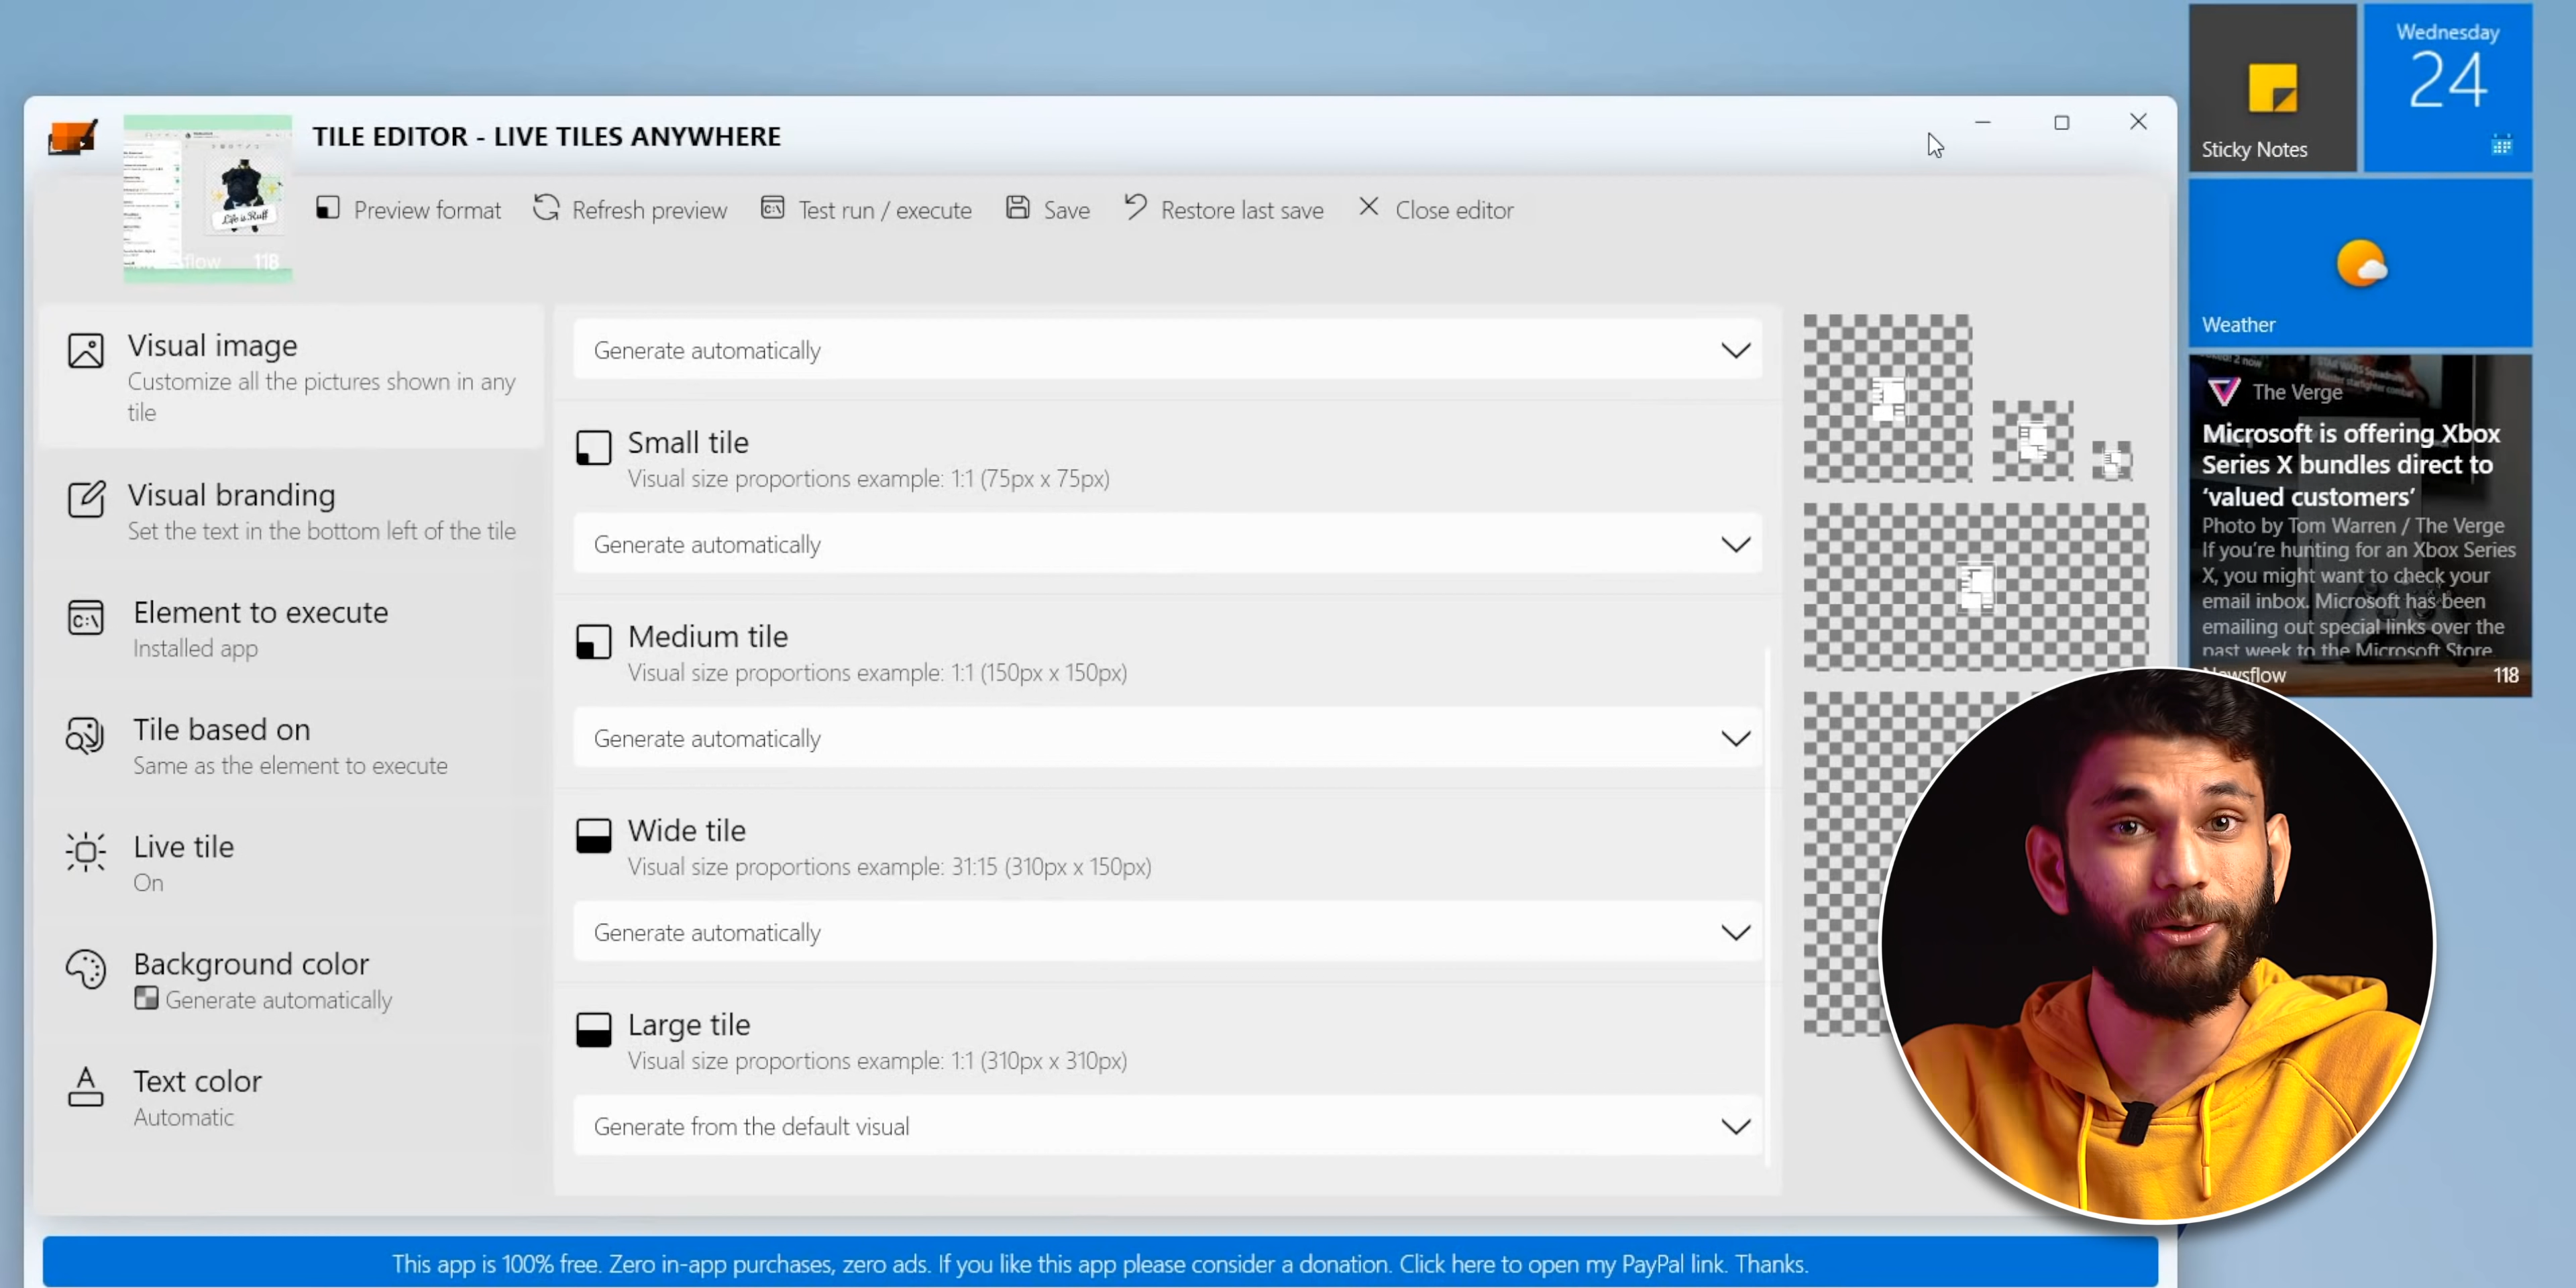 TILE EDITOR - LIVE TILES ANYWHERE
Preview format
Refresh preview
Test run / execute
Save
Restore last save
Close editor
Life is Ruff
118
Visual image
Customize all the pictures shown in any
tile
Visual branding
Set the text in the bottom left of the tile
Element to execute
Installed app
Tile based on
Same as the element to execute
Live tile
On
Background color
Generate automatically
Text color
Automatic
Generate automatically
Small tile
Visual size proportions example: 1:1 (75px x 75px)
Generate automatically
Medium tile
Visual size proportions example: 1:1 (150px x 150px)
Generate automatically
Wide tile
Visual size proportions example: 31:15 (310px x 150px)
Generate automatically
Large tile
Visual size proportions example: 1:1 (310px x 310px)
Generate from the default visual
This app is 100% free. Zero in-app purchases, zero ads. If you like this app please consider a donation. Click here to open my PayPal link. Thanks.
Sticky Notes
Wednesday
24
Weather
The Verge
Microsoft is offering Xbox
Series X bundles direct to
‘valued customers’
Photo by Tom Warren / The Verge
If you’re hunting for an Xbox Series
X, you might want to check your
email inbox. Microsoft has been
emailing out special links over the
past week to the Microsoft Store.
118